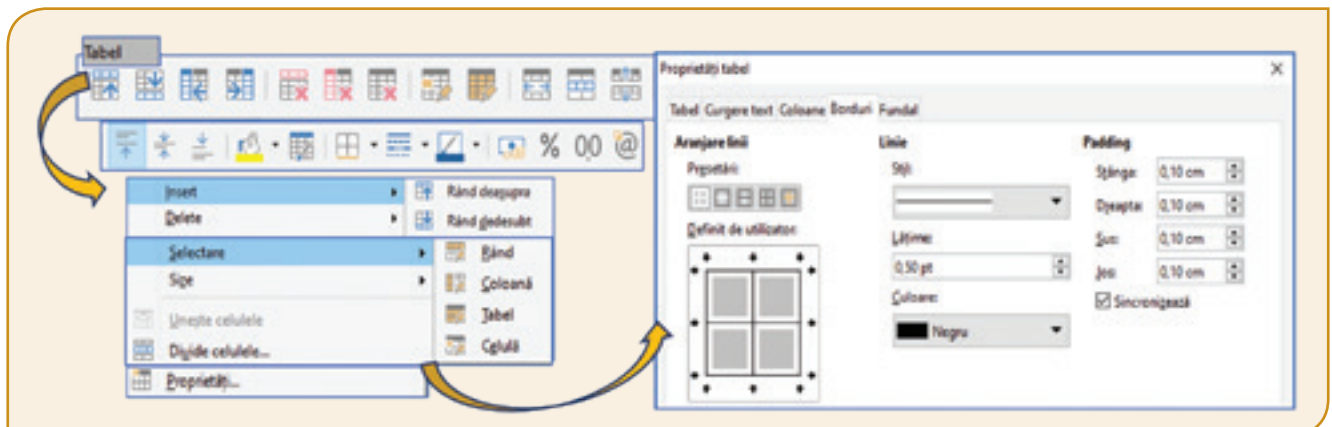 Tabel
% 0,0 @
Insert
Rând deasupra
Delete
Rând dedesubt
Selectare
Rând
Size
Coloană
Unește celulele
Tabel
Divide celulele...
Celulă
Proprietăți...
Proprietăți tabel
Tabel Curgere text Coloane Borduri Fundal
Aranjare linii
Linie
Padding
Presetări:
Stil:
Stânga: 0,10 cm
Dreapta: 0,10 cm
Definit de utilizator:
Lățime:
Sus: 0,10 cm
0,50 pt
Jos: 0,10 cm
Culoare:
Sincronizează
Negru